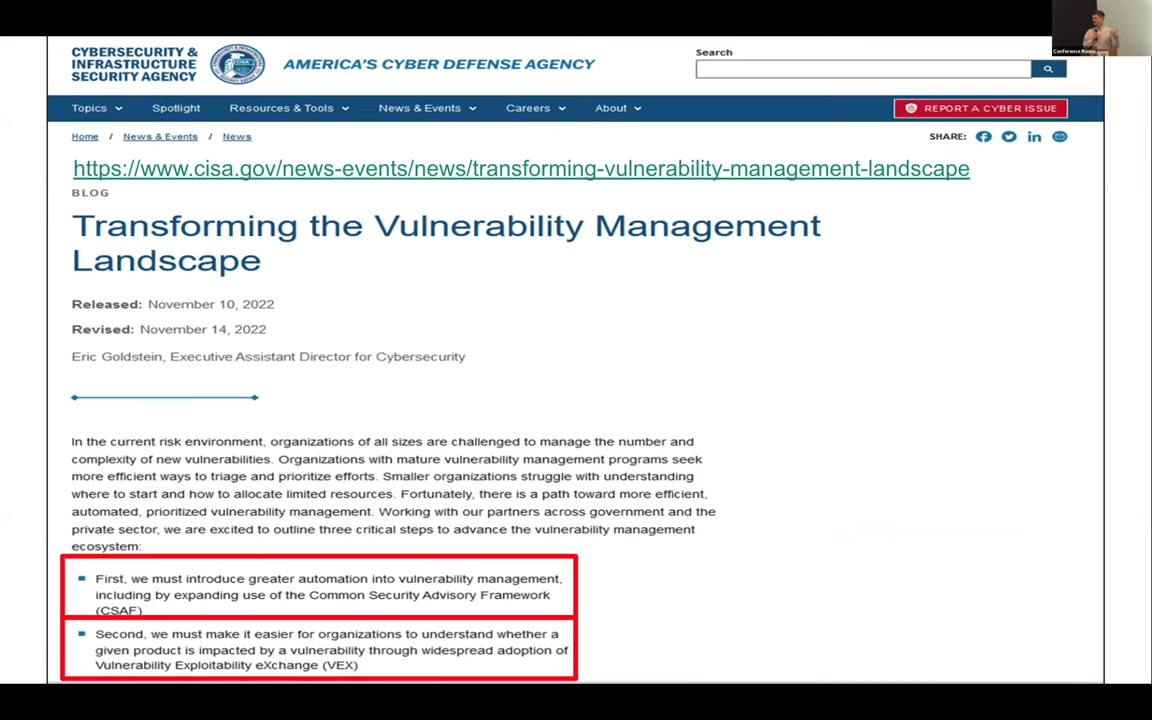 Conference Room
CYBERSECURITY &
INFRASTRUCTURE
SECURITY AGENCY
AMERICA'S CYBER DEFENSE AGENCY
Search
Topics
Spotlight
Resources & Tools
News & Events
Careers
About
REPORT A CYBER ISSUE
Home / News & Events / News
SHARE:
https://www.cisa.gov/news-events/news/transforming-vulnerability-management-landscape
BLOG
Transforming the Vulnerability Management
Landscape
Released: November 10, 2022
Revised: November 14, 2022
Eric Goldstein, Executive Assistant Director for Cybersecurity
In the current risk environment, organizations of all sizes are challenged to manage the number and
complexity of new vulnerabilities. Organizations with mature vulnerability management programs seek
more efficient ways to triage and prioritize efforts. Smaller organizations struggle with understanding
where to start and how to allocate limited resources. Fortunately, there is a path toward more efficient,
automated, prioritized vulnerability management. Working with our partners across government and the
private sector, we are excited to outline three critical steps to advance the vulnerability management
ecosystem:
First, we must introduce greater automation into vulnerability management,
including by expanding use of the Common Security Advisory Framework
(CSAF)
Second, we must make it easier for organizations to understand whether a
given product is impacted by a vulnerability through widespread adoption of
Vulnerability Exploitability eXchange (VEX)